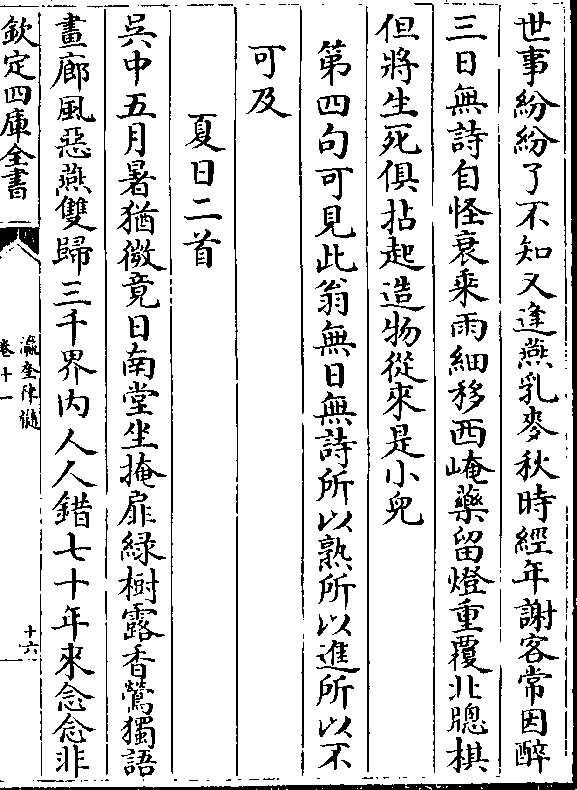 世事紛紛了不知又逢燕乳麥秋時經年謝客常因醉
三日無詩自怪衰乘雨細移西崦藥留燈重覆北牕棋
但將生死俱拈起造物從來是小兒
第四句可見此翁無日無詩所以熟所以進所以不
可及
夏日二首
吳中五月暑猶微竟日南堂坐掩扉綠樹露香鶯獨語
畫廊風惡燕雙歸三千界内人人錯七十年來念念非
欽定四庫全書
瀛奎律髓
卷十一
十六